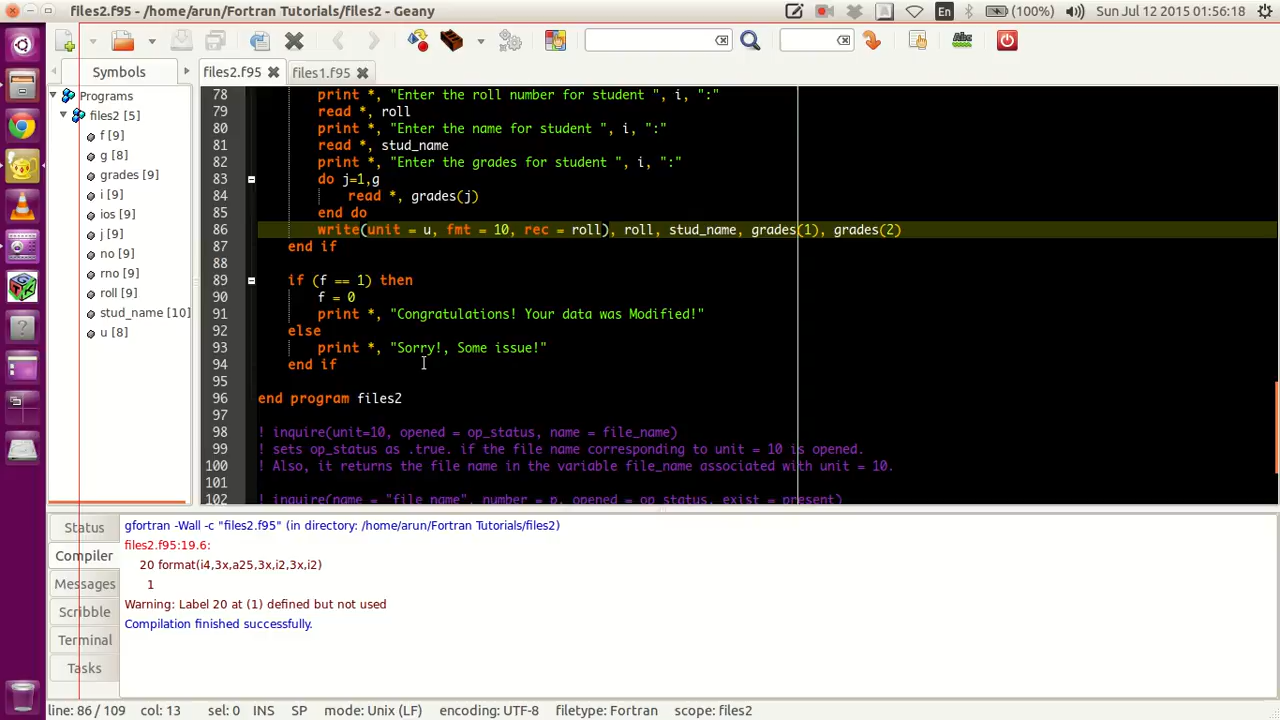 files2.f95 - /home/arun/Fortran Tutorials/files2 - Geany
En
(100%)
Sun Jul 12 2015 01:56:18
Symbols
files2.f95
files1.f95
Programs
files2 [5]
f [9]
g [8]
grades [9]
i [9]
ios [9]
j [9]
no [9]
rno [9]
roll [9]
stud_name [10]
u [8]
78 print *, "Enter the roll number for student ", i, ":"
79 read *, roll
80 print *, "Enter the name for student ", i, ":"
81 read *, stud_name
82 print *, "Enter the grades for student ", i, ":"
83 do j=1,g
84 read *, grades(j)
85 end do
86 write(unit = u, fmt = 10, rec = roll), roll, stud_name, grades(1), grades(2)
87 end if
88
89 if (f == 1) then
90 f = 0
91 print *, "Congratulations! Your data was Modified!"
92 else
93 print *, "Sorry!, Some issue!"
94 end if
95
96 end program files2
97
98 ! inquire(unit=10, opened = op_status, name = file_name)
99 ! sets op_status as .true. if the file name corresponding to unit = 10 is opened.
100 ! Also, it returns the file name in the variable file_name associated with unit = 10.
101
102 ! inquire(name = "file_name", number = p, opened = op_status, exist = present)
Status
Compiler
Messages
Scribble
Terminal
Tasks
gfortran -Wall -c "files2.f95" (in directory: /home/arun/Fortran Tutorials/files2)
files2.f95:19.6:
20 format(i4,3x,a25,3x,i2,3x,i2)
1
Warning: Label 20 at (1) defined but not used
Compilation finished successfully.
line: 86 / 109 col: 13 sel: 0 INS SP mode: Unix (LF) encoding: UTF-8 filetype: Fortran scope: files2